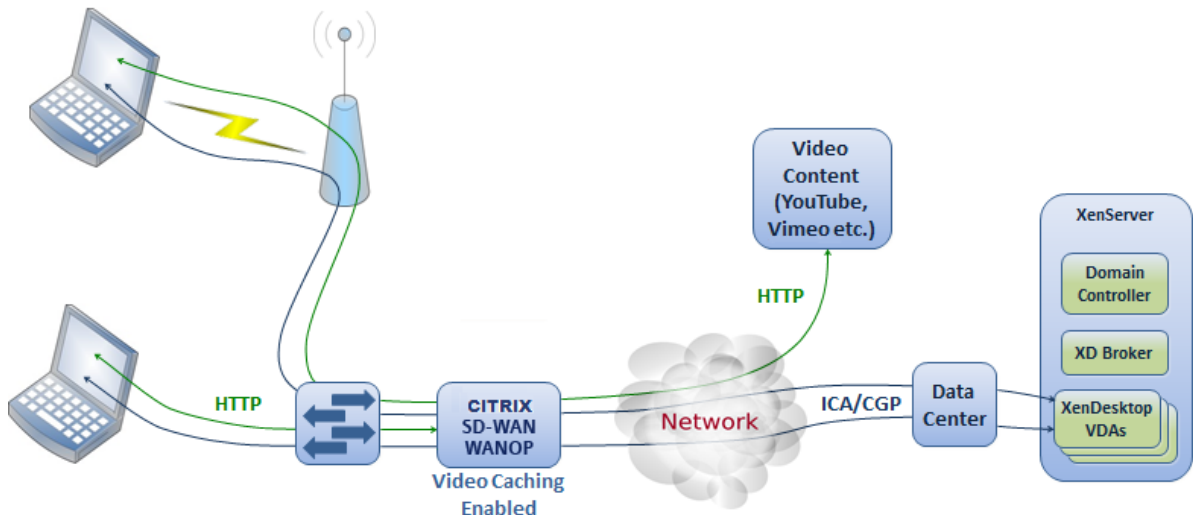 Video
Content
(YouTube,
Vimeo etc.)
XenServer
Domain
Controller
HTTP
XD Broker
HTTP
CITRIX
SD-WAN
WANOP
Network
ICA/CGP
Data
Center
XenDesktop
VDAs
Video Caching
Enabled